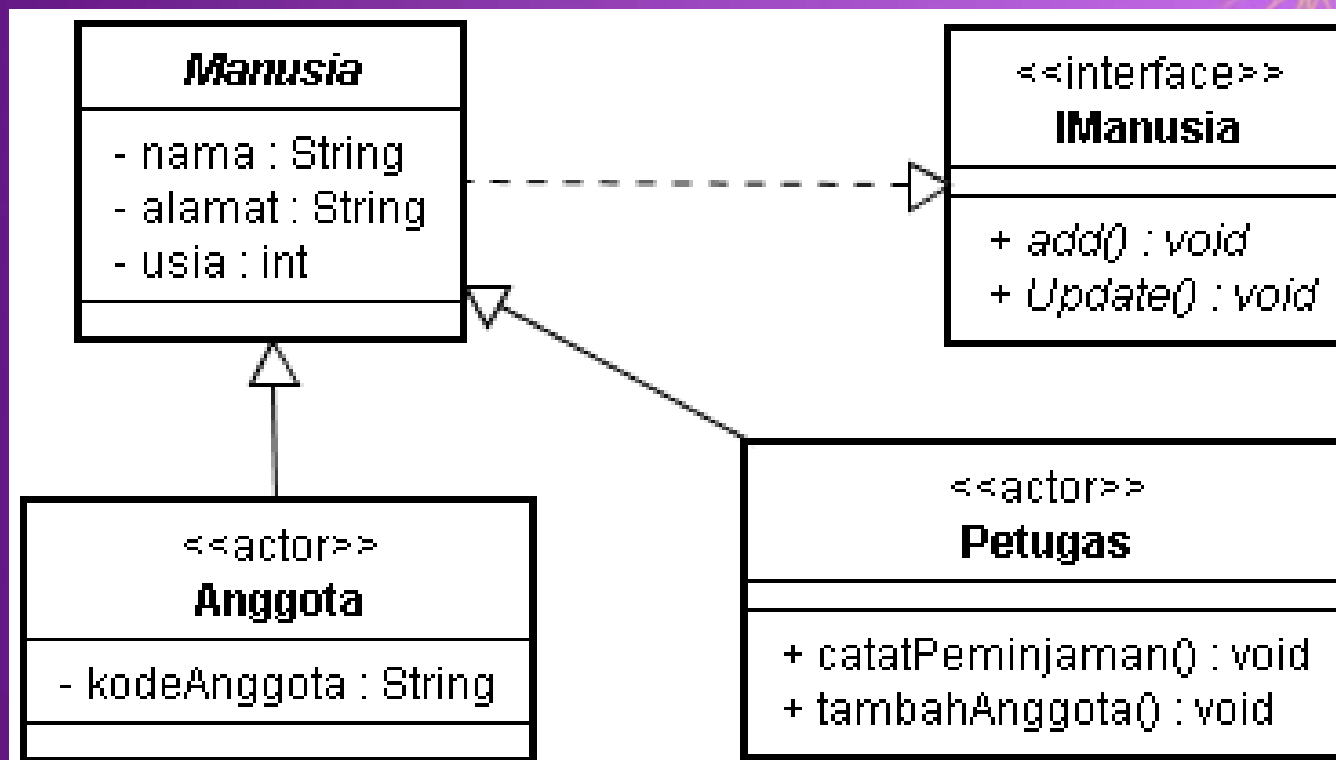 Manusia
- nama : String
- alamat : String
- usia : int
<<interface>>
IManusia
+ add() : void
+ Update() : void
<<actor>>
Anggota
- kodeAnggota : String
<<actor>>
Petugas
+ catatPeminjaman() : void
+ tambahAnggota() : void